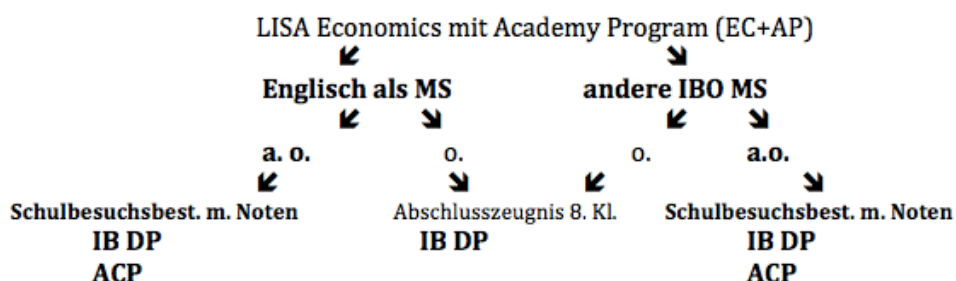 LISA Economics mit Academy Program (EC+AP)
Englisch als MS andere IBO MS
a. o. o. o. a.o.
Schulbesuchsbest. m. Noten Abschlusszeugnis 8. Kl. Schulbesuchsbest. m. Noten
IB DP IB DP IB DP
ACP ACP